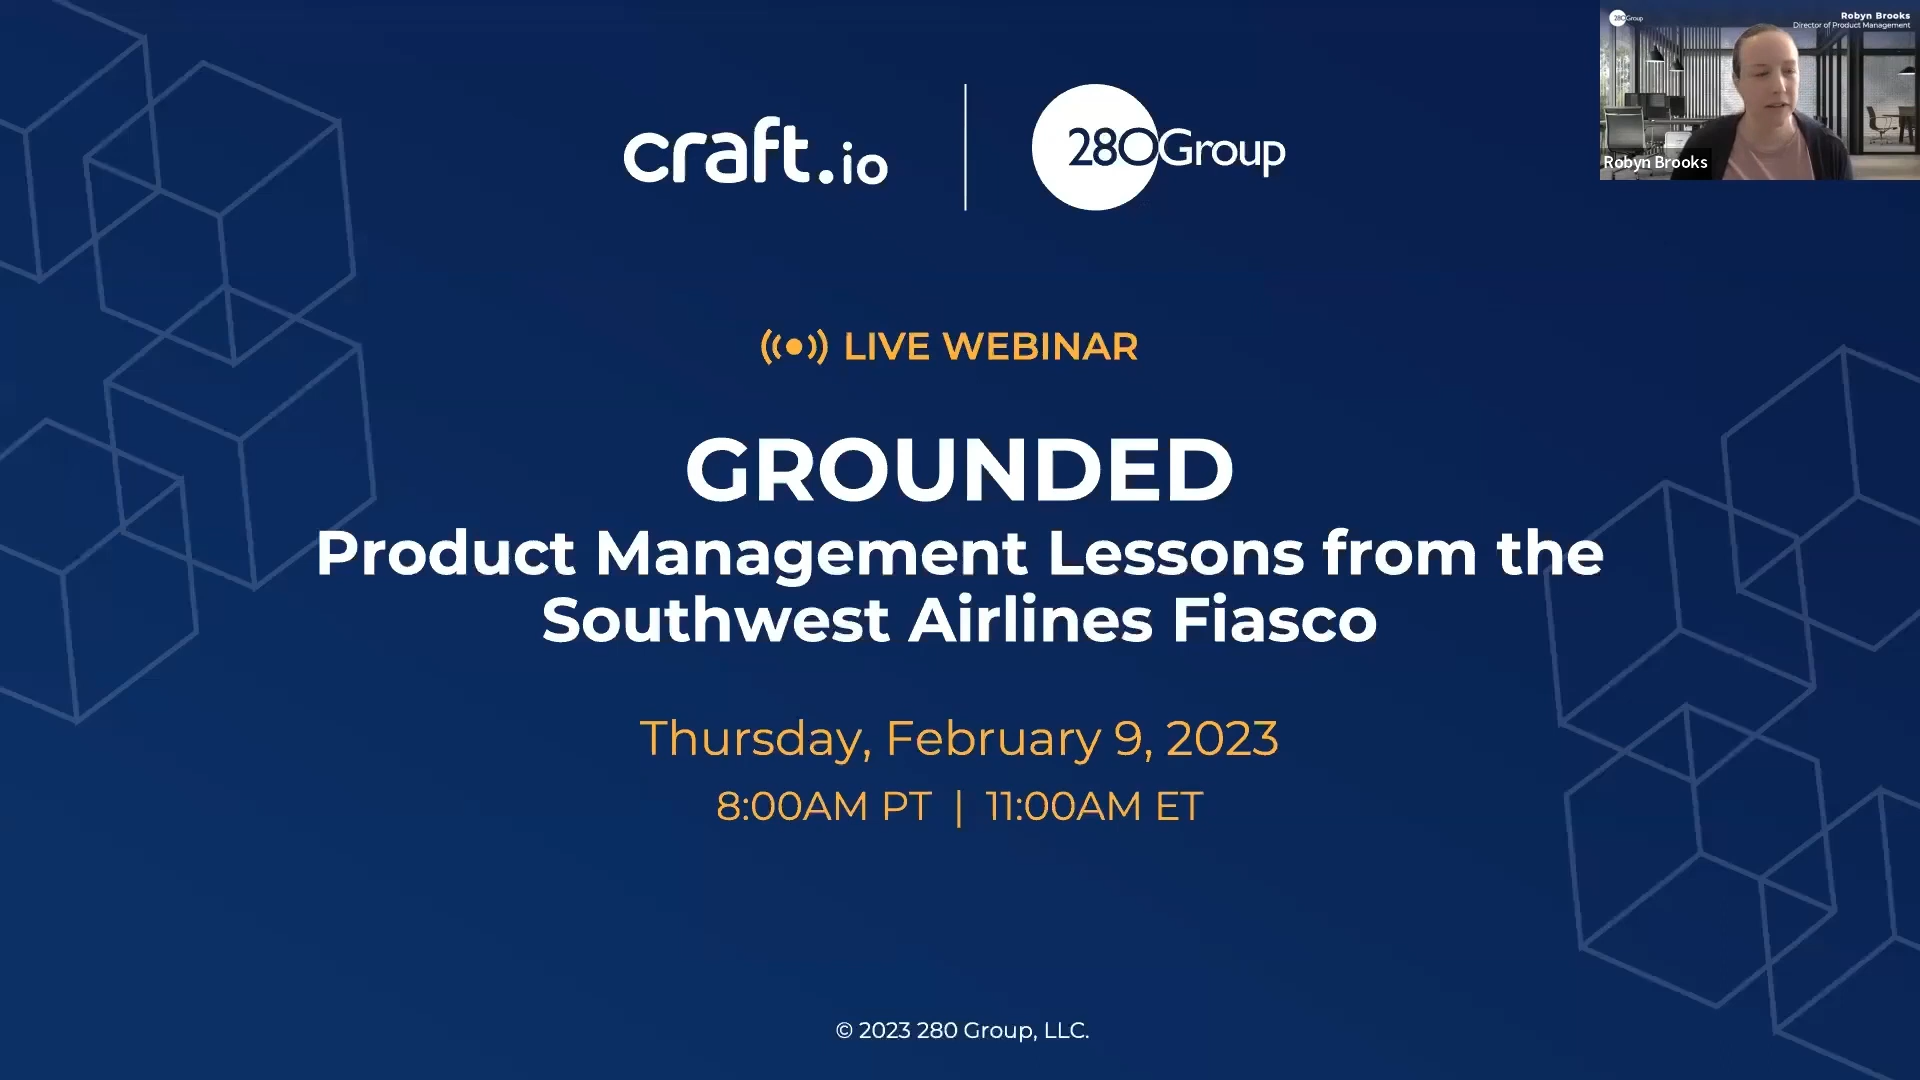 craft.io
280Group
280Group
Robyn Brooks
Director of Product Management
Robyn Brooks
LIVE WEBINAR
GROUNDED
Product Management Lessons from the
Southwest Airlines Fiasco
Thursday, February 9, 2023
8:00AM PT | 11:00AM ET
© 2023 280 Group, LLC.